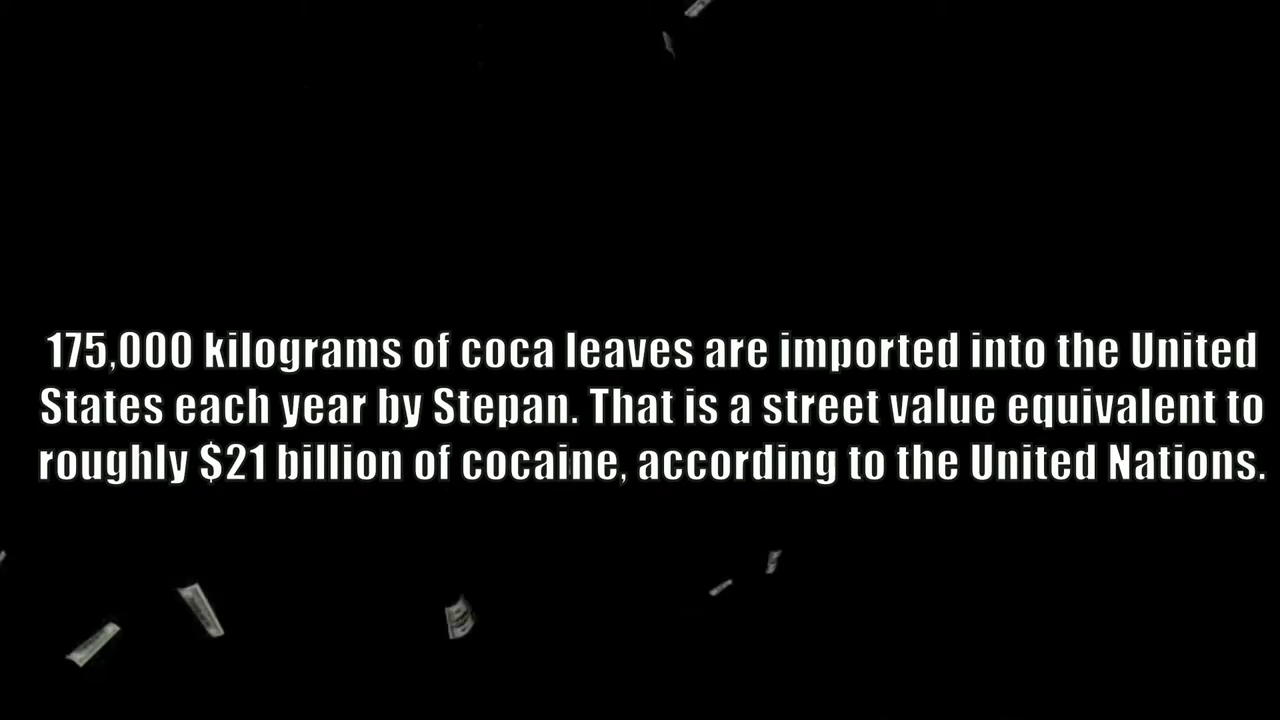 175,000 kilograms of coca leaves are imported into the United
States each year by Stepan. That is a street value equivalent to
roughly $21 billion of cocaine, according to the United Nations.